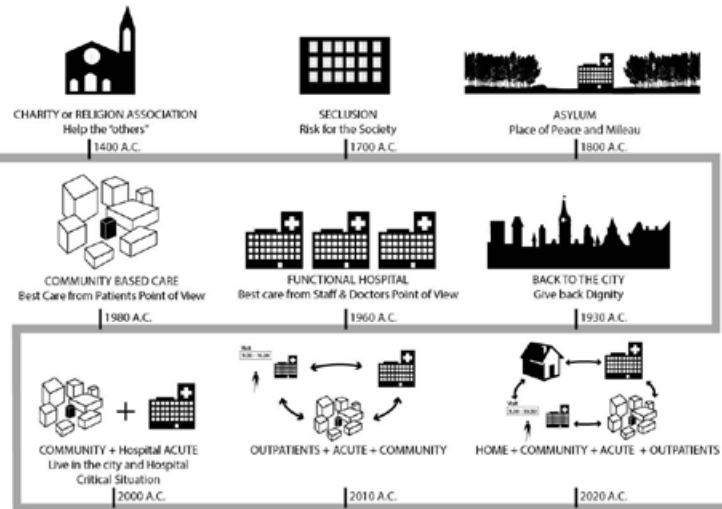 CHARITY or RELIGION ASSOCIATION
Help the "others"
1400 A.C.
SECLUSION
Risk for the Society
1700 A.C.
ASYLUM
Place of Peace and Mileau
1800 A.C.
COMMUNITY BASED CARE
Best Care from Patients Point of View
1980 A.C.
FUNCTIONAL HOSPITAL
Best care from Staff & Doctors Point of View
1960 A.C.
BACK TO THE CITY
Give back Dignity
1930 A.C.
COMMUNITY + Hospital ACUTE
Live in the city and Hospital
Critical Situation
2000 A.C.
Visit
OUTPATIENTS + ACUTE + COMMUNITY
2010 A.C.
Visit
HOME + COMMUNITY + ACUTE + OUTPATIENTS
2020 A.C.